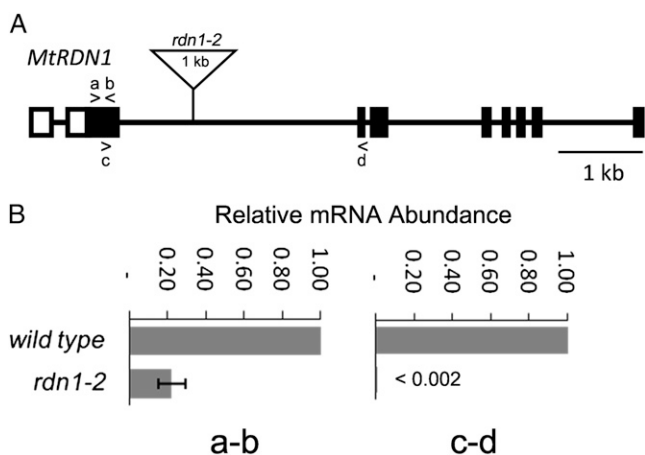 A
rdn1-2
MtRDN1
1 kb
a b
> <
> <
c d
1 kb
B
Relative mRNA Abundance
- 0.20 0.40 0.60 0.80 1.00 - 0.20 0.40 0.60 0.80 1.00
wild type
rdn1-2 < 0.002
a-b c-d